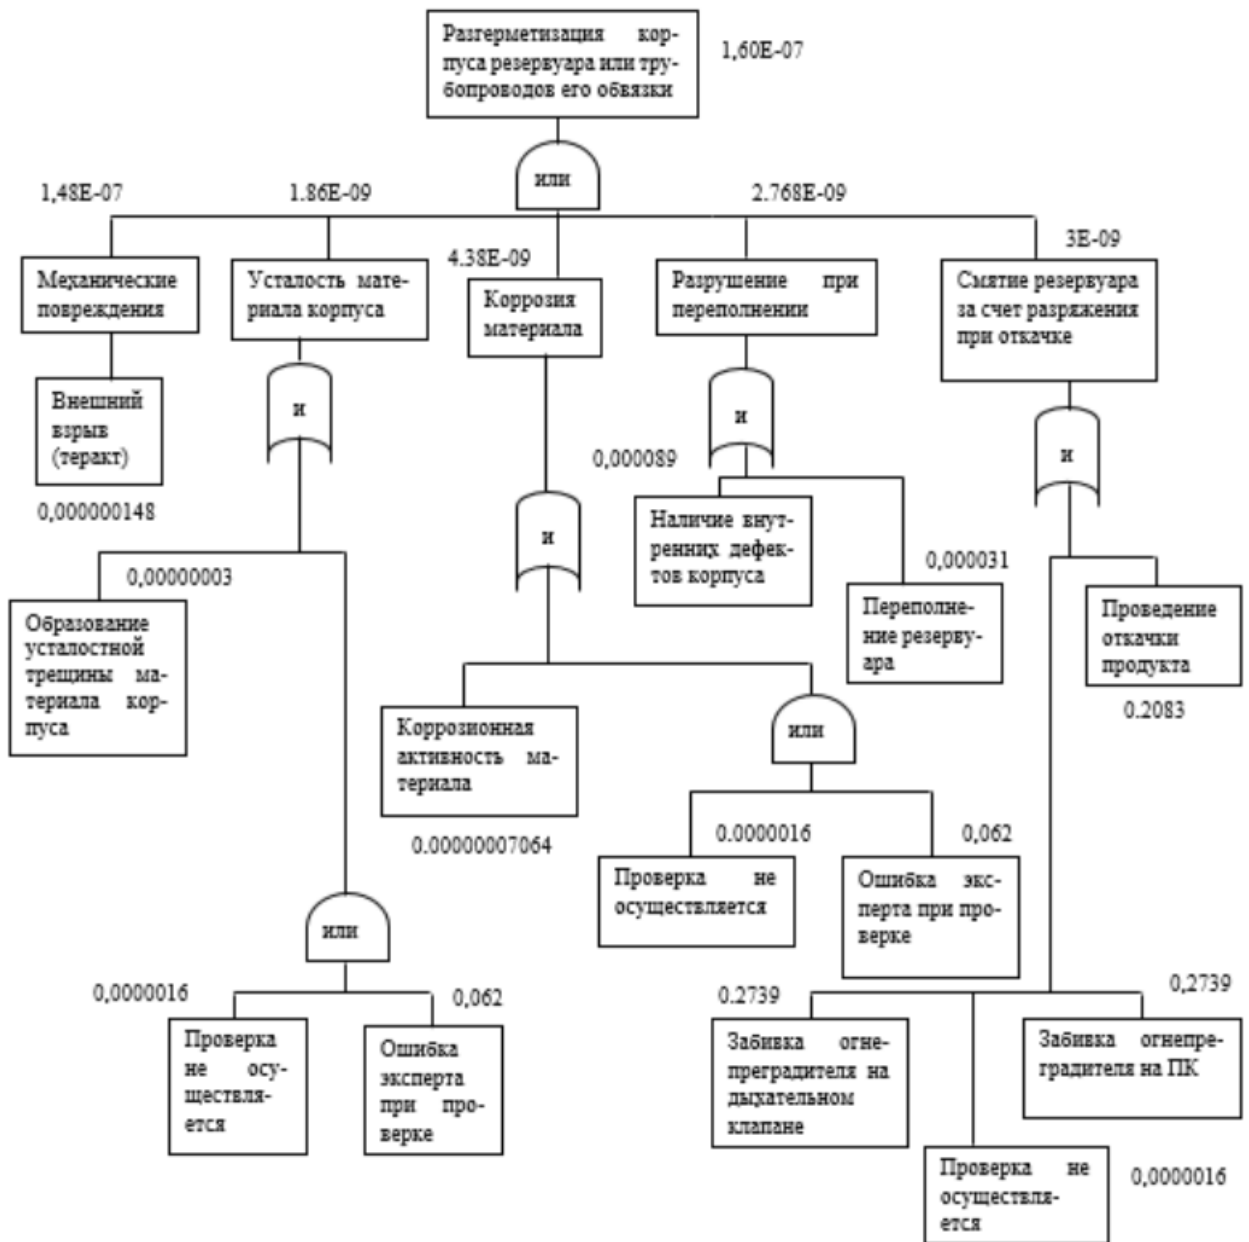 Разгерметизация кор-
пуса резервуара или тру-
бопроводов его обвязки
1,60E-07
или
1,48E-07
1.86E-09
2.768E-09
4.38E-09
3E-09
Механические
повреждения
Усталость мате-
риала корпуса
Коррозия
материала
Разрушение при
переполнении
Смятие резервуара
за счет разряжения
при откачке
Внешний
взрыв
(теракт)
0,000000148
и
и
и
и
0,000089
Наличие внут-
ренних дефек-
тов корпуса
0,000031
Переполне-
ние резерву-
ара
Проведение
откачки
продукта
0.2083
0,00000003
Образование
усталостной
трещины ма-
териала кор-
пуса
Коррозионная
активность ма-
териала
0.00000007064
или
0.0000016
Проверка не
осуществляется
0,062
Ошибка экс-
перта при про-
верке
или
0,0000016
Проверка
не осу-
ществля-
ется
0,062
Ошибка
эксперта
при про-
верке
0.2739
Забивка огне-
преградителя на
дыхательном
клапане
0,2739
Забивка огнепре-
градителя на ПК
Проверка не
осуществля-
ется
0,0000016